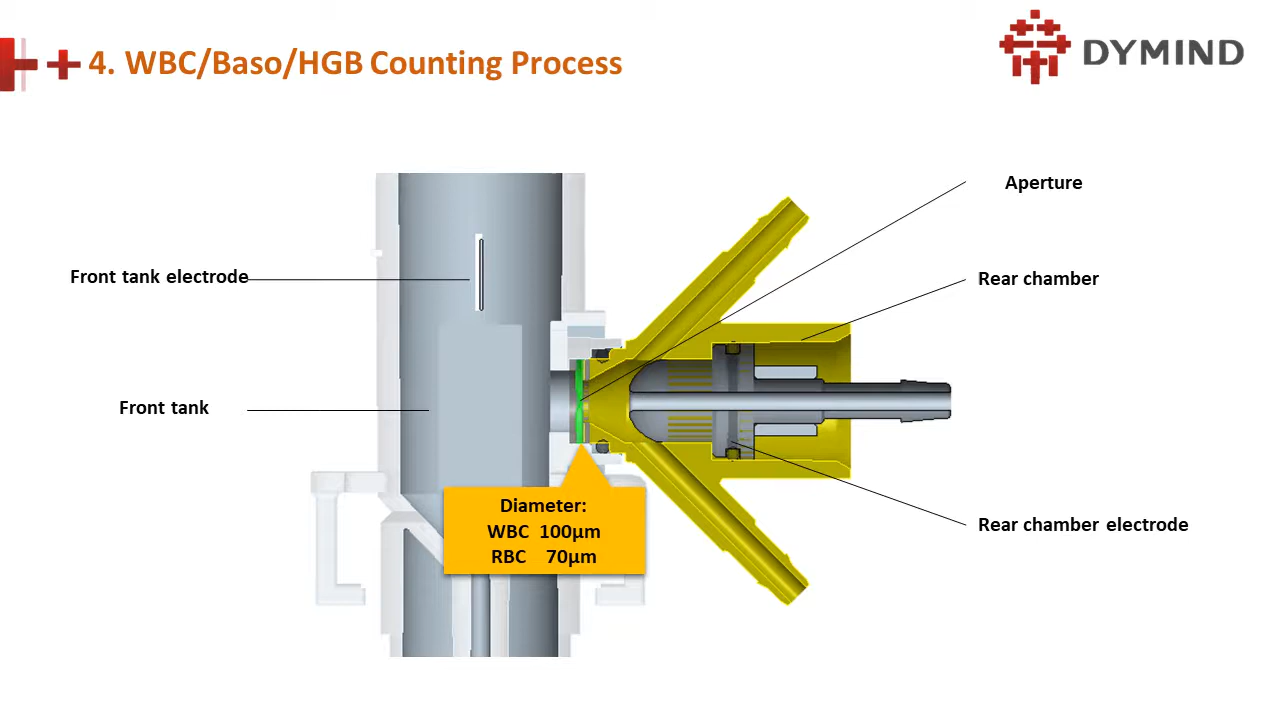 4. WBC/Baso/HGB Counting Process
DYMIND
Aperture
Front tank electrode
Rear chamber
Front tank
Diameter:
WBC 100μm
RBC 70μm
Rear chamber electrode